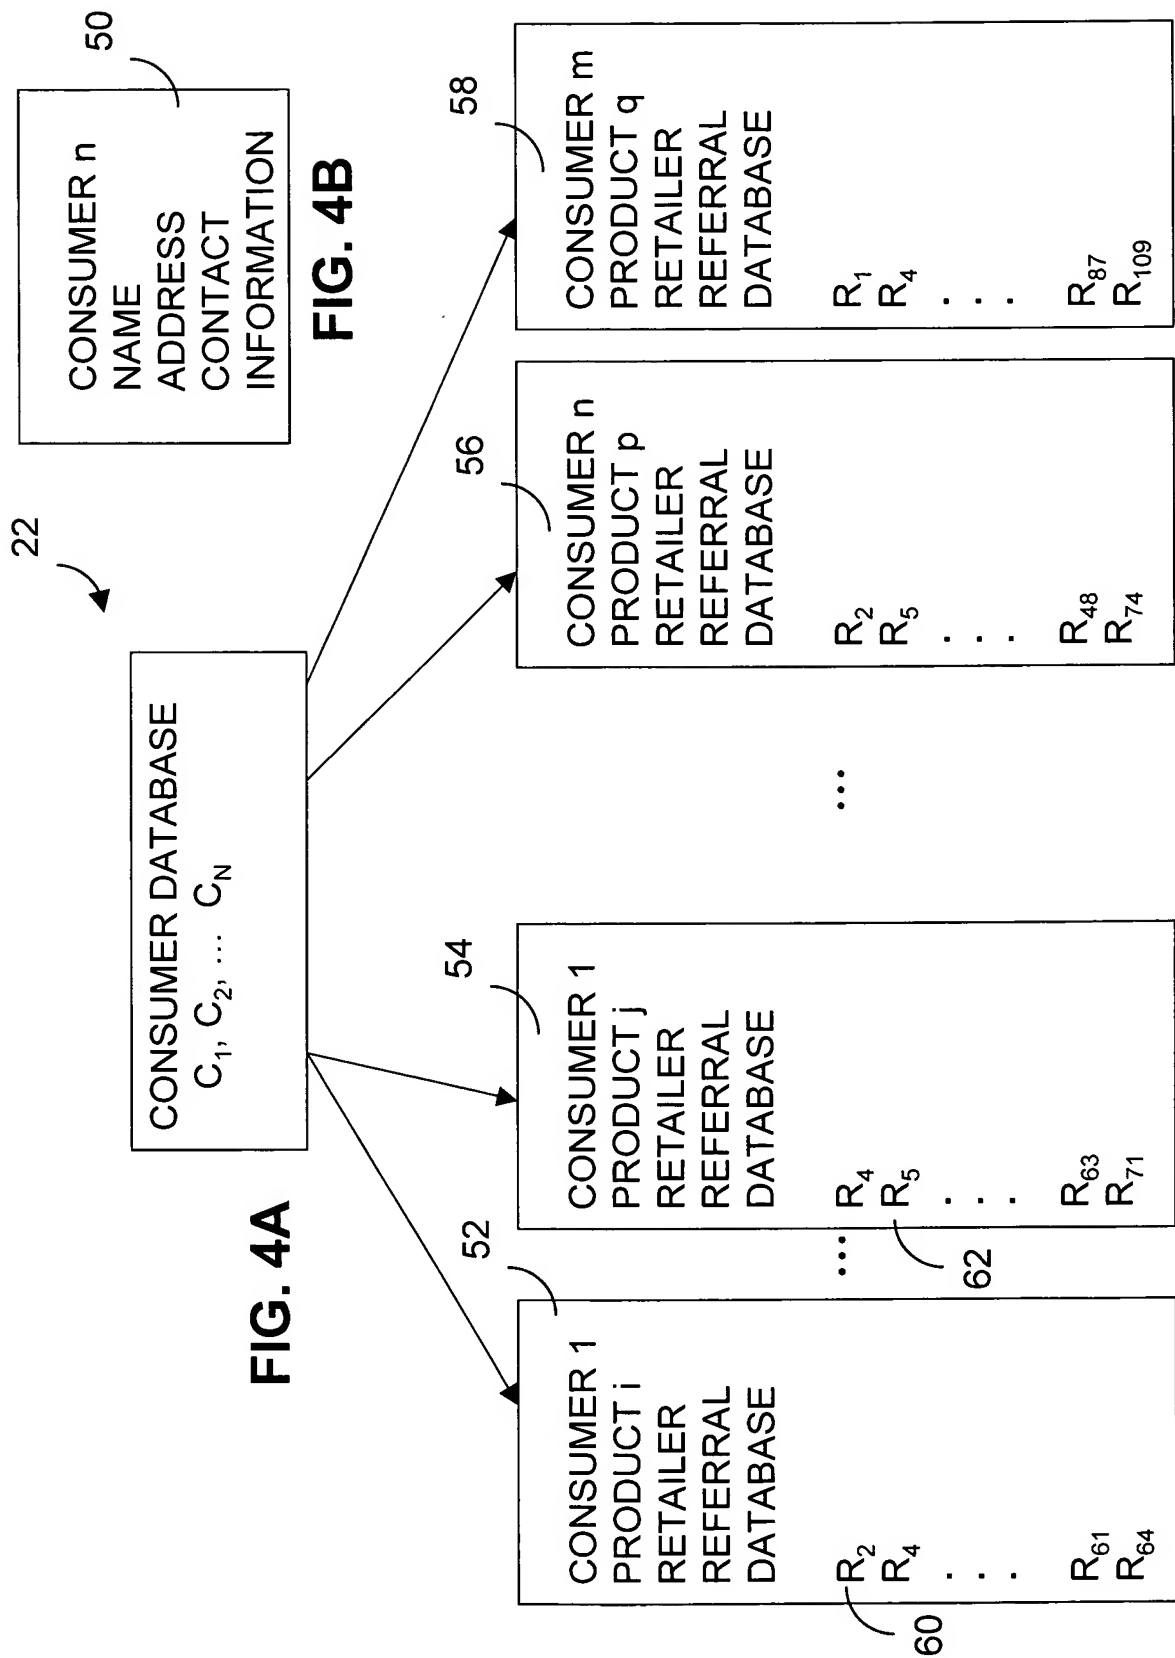 22
CONSUMER DATABASE
C1, C2, ... CN
FIG. 4A
50
CONSUMER n
NAME
ADDRESS
CONTACT
INFORMATION
FIG. 4B
52
CONSUMER 1
PRODUCT i
RETAILER
REFERRAL
DATABASE
R2
R4
. . .
R61
R64
60
...
54
CONSUMER 1
PRODUCT j
RETAILER
REFERRAL
DATABASE
R4
R5
. . .
R63
R71
62
...
56
CONSUMER n
PRODUCT p
RETAILER
REFERRAL
DATABASE
R2
R5
. . .
R48
R74
58
CONSUMER m
PRODUCT q
RETAILER
REFERRAL
DATABASE
R1
R4
. . .
R87
R109